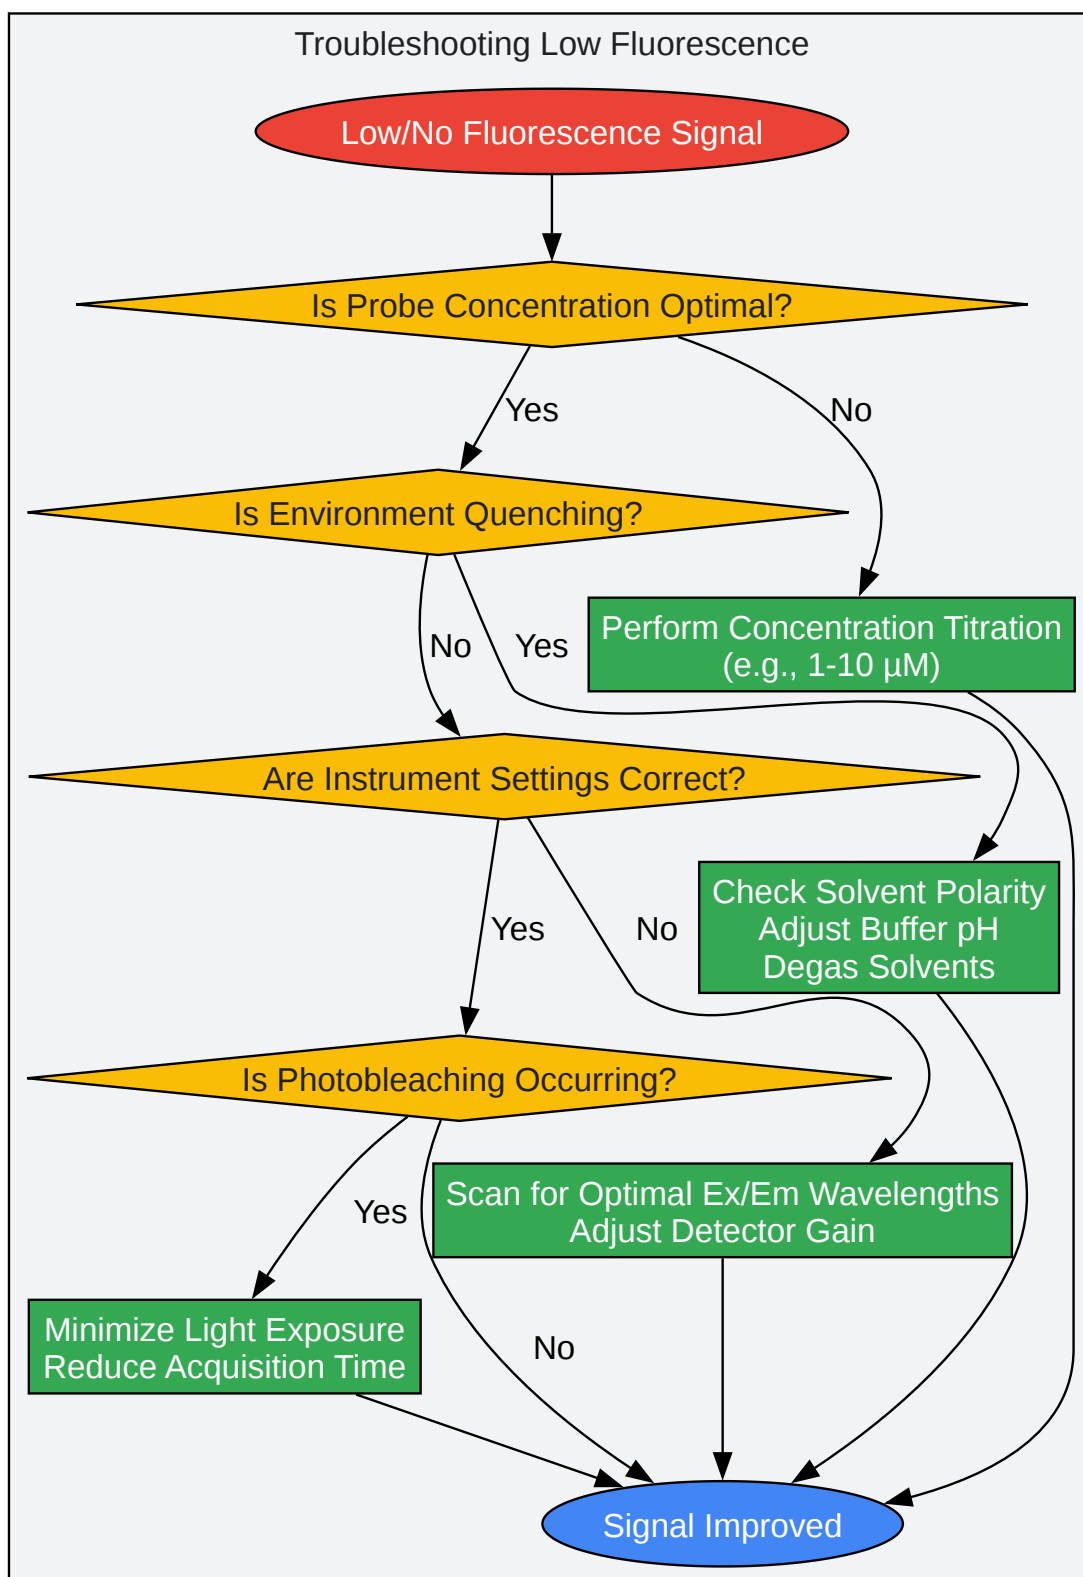 Troubleshooting Low Fluorescence
Low/No Fluorescence Signal
Is Probe Concentration Optimal?
Yes
No
Is Environment Quenching?
Perform Concentration Titration
(e.g., 1-10 µM)
No
Yes
Are Instrument Settings Correct?
Check Solvent Polarity
Adjust Buffer pH
Degas Solvents
Yes
No
Is Photobleaching Occurring?
Scan for Optimal Ex/Em Wavelengths
Adjust Detector Gain
Yes
Minimize Light Exposure
Reduce Acquisition Time
No
Signal Improved